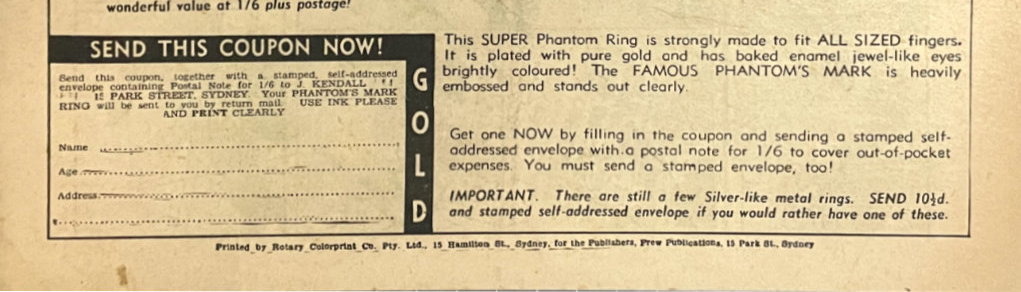 wonderful value at 1/6 plus postage!
SEND THIS COUPON NOW!
Send this coupon, together with a stamped, self-addressed
envelope containing Postal Note for 1/6 to J. KENDALL
15 PARK STREET, SYDNEY. Your PHANTOM'S MARK
RING will be sent to you by return mail. USE INK PLEASE
AND PRINT CLEARLY
Name
Age
Address
GOLD
This SUPER Phantom Ring is strongly made to fit ALL SIZED fingers.
It is plated with pure gold and has baked enamel jewel-like eyes
brightly coloured! The FAMOUS PHANTOM'S MARK is heavily
embossed and stands out clearly.
Get one NOW by filling in the coupon and sending a stamped self-
addressed envelope with a postal note for 1/6 to cover out-of-pocket
expenses. You must send a stamped envelope, too!
IMPORTANT. There are still a few Silver-like metal rings. SEND 10½d.
and stamped self-addressed envelope if you would rather have one of these.
Printed by Rotary Colorprint Co. Pty. Ltd., 15 Hamilton St., Sydney, for the Publishers, Frew Publications, 15 Park St., Sydney